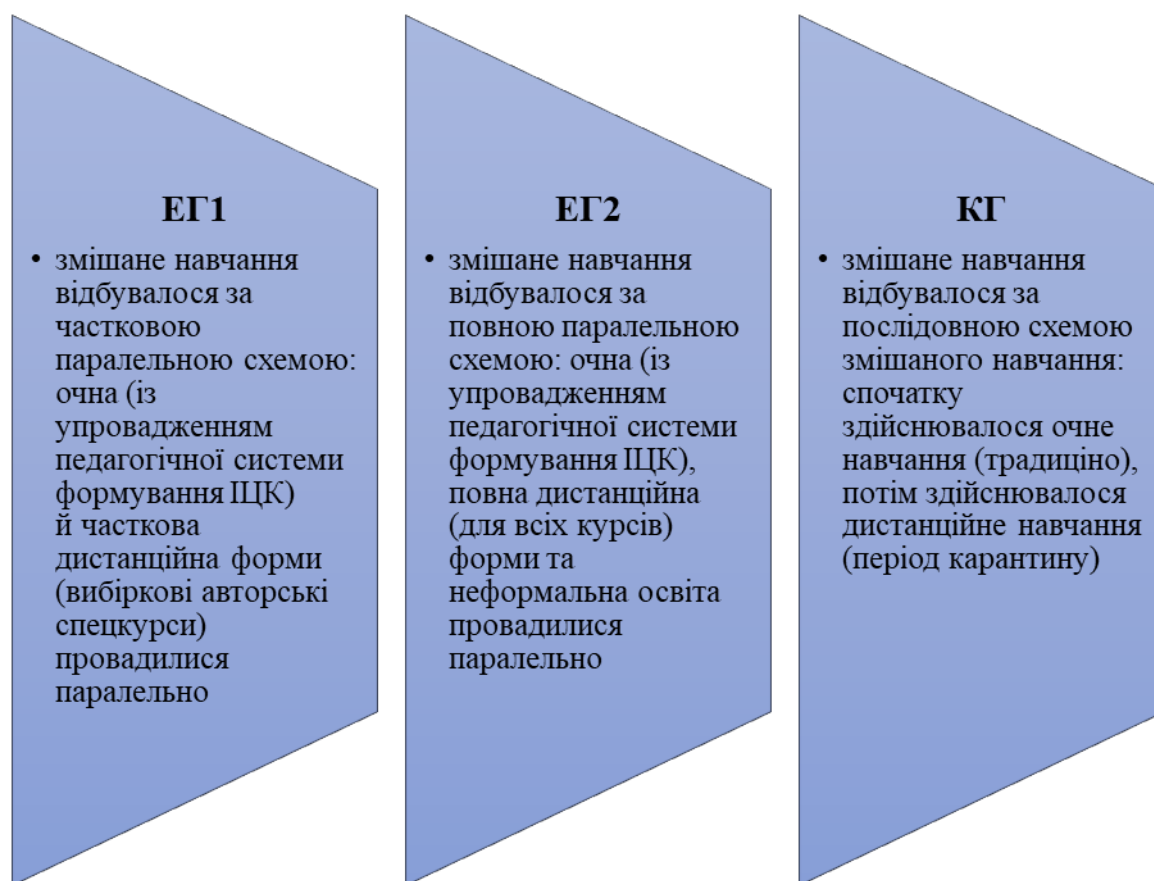 ЕГ1
• змішане навчання
відбувалося за
частковою
паралельною схемою:
очна (із
упровадженням
педагогічної системи
формування ІЦК)
й часткова
дистанційна форми
(вибіркові авторські
спецкурси)
провадилися
паралельно
ЕГ2
• змішане навчання
відбувалося за
повною паралельною
схемою: очна (із
упровадженням
педагогічної системи
формування ІЦК),
повна дистанційна
(для всіх курсів)
форми та
неформальна освіта
провадилися
паралельно
КГ
• змішане навчання
відбувалося за
послідовною схемою
змішаного навчання:
спочатку
здійснювалося очне
навчання (традиціно),
потім здійснювалося
дистанційне навчання
(період карантину)